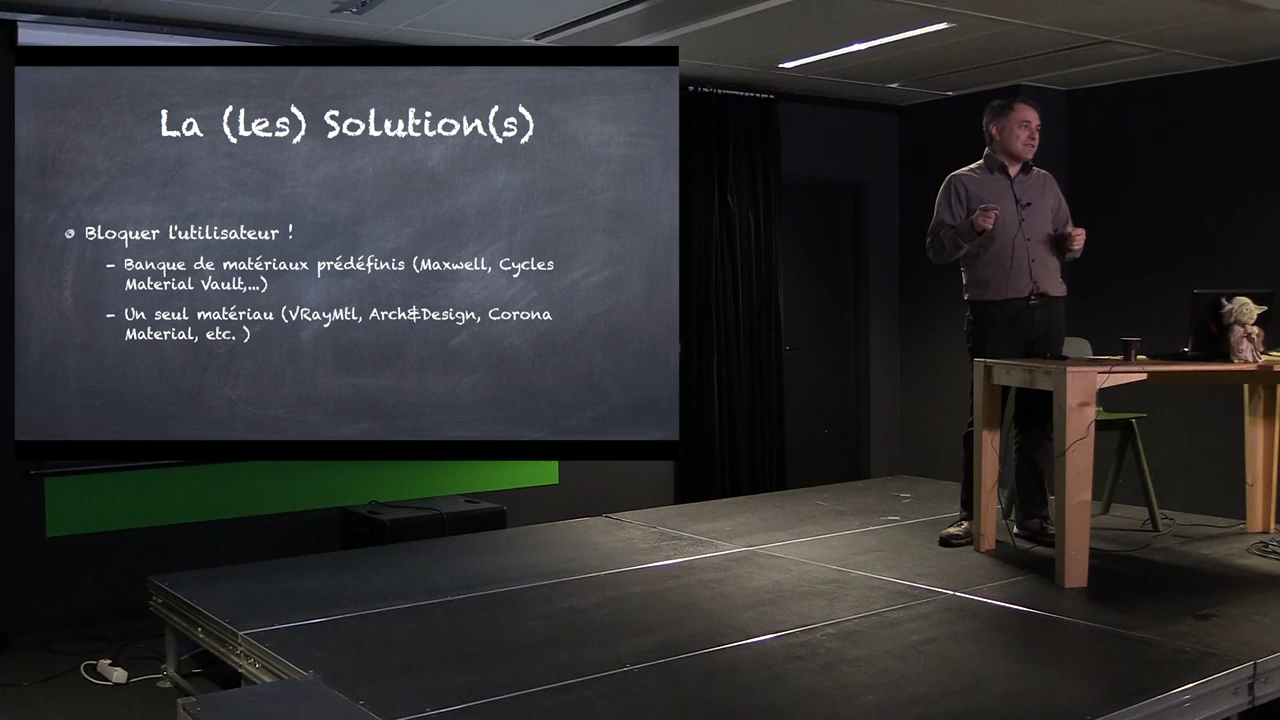 La (les) Solution(s)
Bloquer l'utilisateur !
- Banque de matériaux prédéfinis (Maxwell, Cycles
Material Vault,...)
- Un seul matériau (VRayMtl, Arch&Design, Corona
Material, etc. )